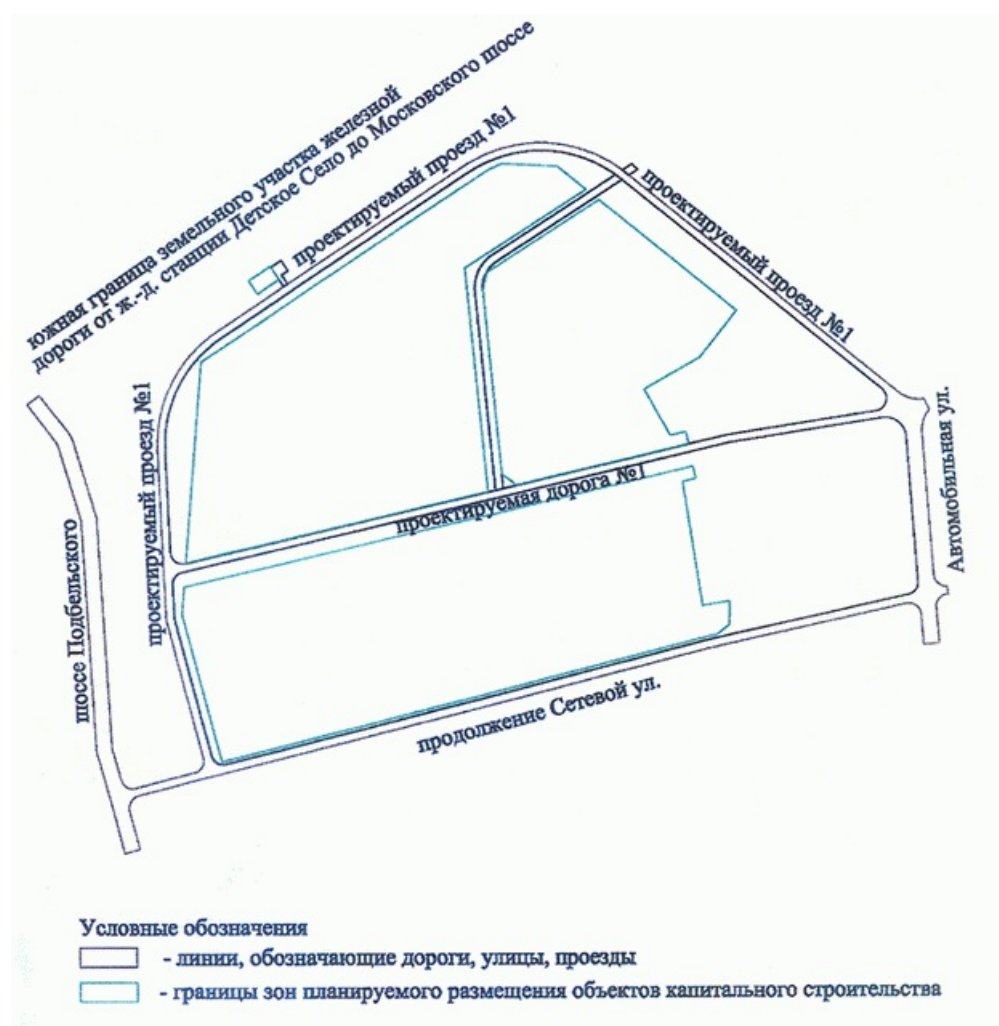 южная граница земельного участка железной
дороги от ж.-д. станции Детское Село до Московского шоссе
проектируемый проезд №1
проектируемый проезд №1
проектируемый проезд №1
шоссе Подбельского
проектируемая дорога №1
Автомобильная ул.
продолжение Сетевой ул.
Условные обозначения
- линии, обозначающие дороги, улицы, проезды
- границы зон планируемого размещения объектов капитального строительства